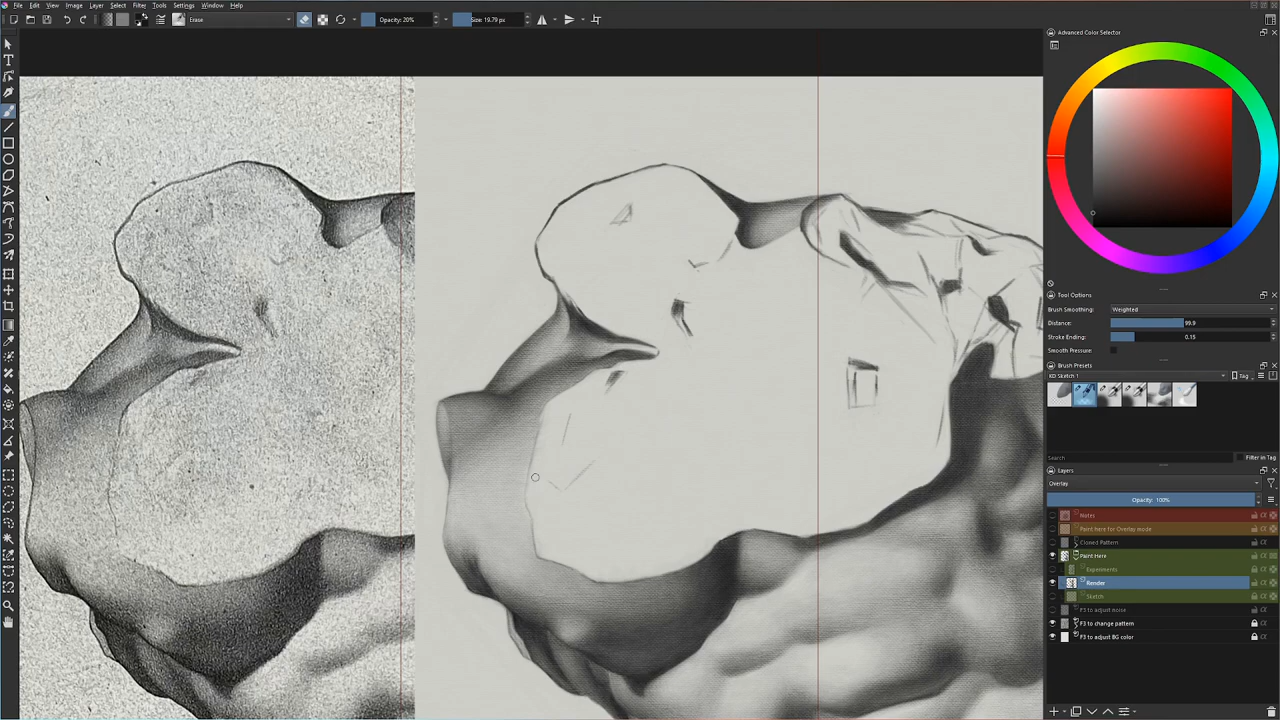 File Edit View Image Layer Select Filter Tools Settings Window Help
Erase Opacity: 20% Size: 19.79 px
Advanced Color Selector
Tool Options
Brush Smoothing: Weighted
Distance: 99.9
Stroke Ending: 0.15
Smooth Pressure:
Brush Presets
KD Sketch 1 Tag
Search Filter in Tag
Layers
Overlay
Opacity: 100%
Notes
Paint here for Overlay mode
Cloned Pattern
Paint Here
Experiments
Render
Sketch
F3 to adjust noise
F3 to change pattern
F3 to adjust BG color